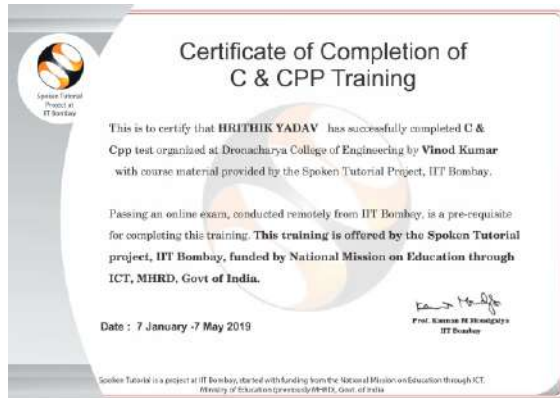 Spoken Tutorial
Project at
IIT Bombay
Certificate of Completion of
C & CPP Training
This is to certify that HRITHIK YADAV has successfully completed C &
Cpp test organized at Dronacharya College of Engineering by Vinod Kumar
with course material provided by the Spoken Tutorial Project, IIT Bombay.
Passing an online exam, conducted remotely from IIT Bombay, is a pre-requisite
for completing this training. This training is offered by the Spoken Tutorial
project, IIT Bombay, funded by National Mission on Education through
ICT, MHRD, Govt of India.
Date : 7 January -7 May 2019
Prof. Kannan M Moudgalya
IIT Bombay
Spoken Tutorial is a project at IIT Bombay, started with funding from the National Mission on Education through ICT,
Ministry of Education (previously MHRD), Govt. of India